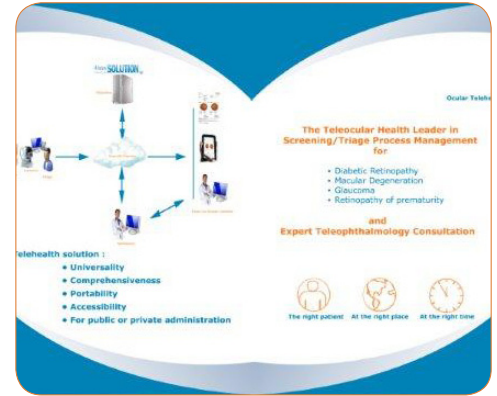 SOLUTION
Telehealth solution :
• Universality
• Comprehensiveness
• Portability
• Accessibility
• For public or private administration
Ocular Teleh
The Teleocular Health Leader in
Screening/Triage Process Management
for
• Diabetic Retinopathy
• Macular Degeneration
• Glaucoma
• Retinopathy of prematurity
and
Expert Teleophthalmology Consultation
The right patient
At the right place
At the right time